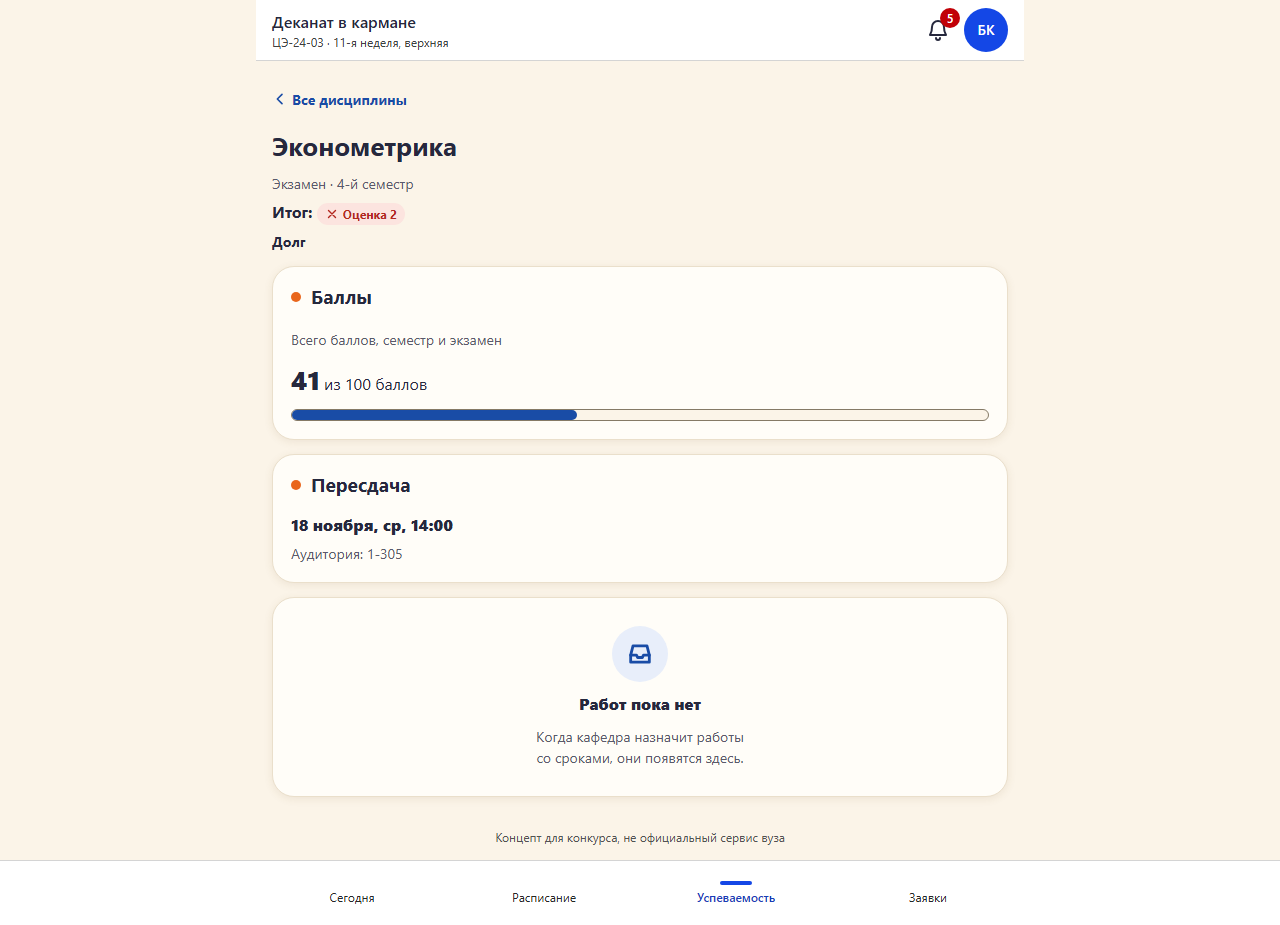 Деканат в кармане
ЦЭ-24-03 · 11-я неделя, верхняя
5
БК
Все дисциплины
Эконометрика
Экзамен · 4-й семестр
Итог: Оценка 2
Долг
Баллы
Всего баллов, семестр и экзамен
41 из 100 баллов
Пересдача
18 ноября, ср, 14:00
Аудитория: 1-305
Работ пока нет
Когда кафедра назначит работы
со сроками, они появятся здесь.
Концепт для конкурса, не официальный сервис вуза
Сегодня
Расписание
Успеваемость
Заявки